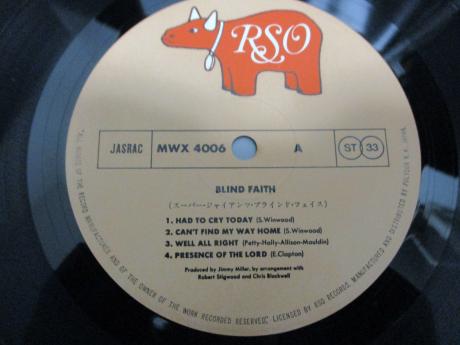 RSO
JASRAC MWX 4006 A ST 33
BLIND FAITH
(スーパー・ジャイアンツ・ブラインド・フェイス)
1. HAD TO CRY TODAY (S.Winwood)
2. CAN'T FIND MY WAY HOME (S.Winwood)
3. WELL ALL RIGHT (Petty-Holly-Allison-Mauldin)
4. PRESENCE OF THE LORD (E.Clapton)
Produced by Jimmy Miller, by arrangement with
Robert Stigwood and Chris Blackwell
"ALL RIGHTS OF THE RECORD MANUFACTURER AND OF THE OWNER OF THE WORK RECORDED RESERVED", LICENSED BY RSO RECORDS, MANUFACTURED AND DISTRIBUTED BY POLYDOR K.K., JAPAN.